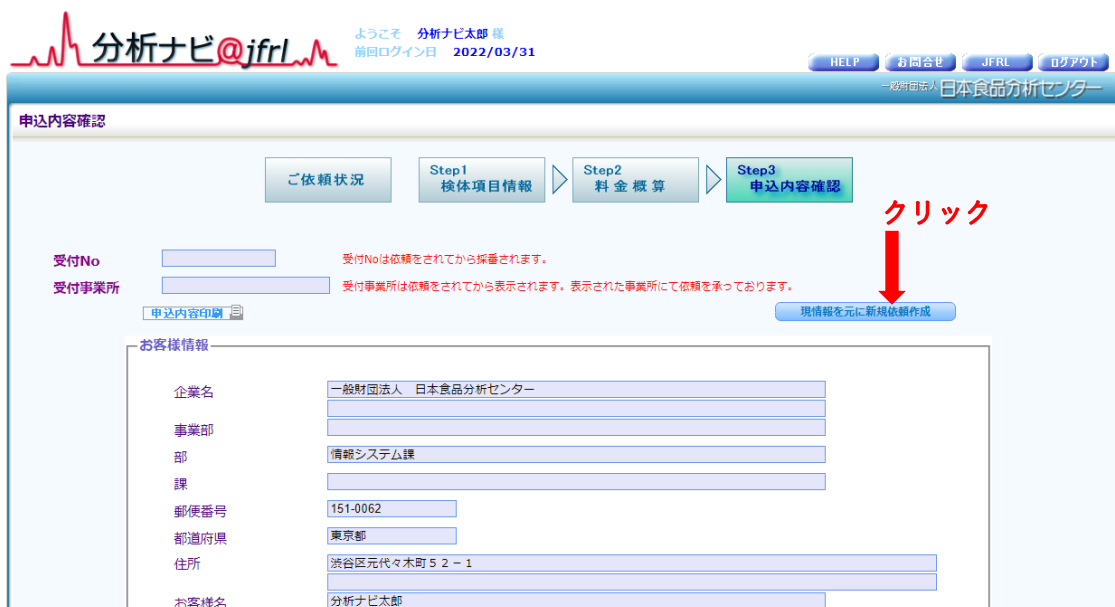 分析ナビ@jfrl
ようこそ 分析ナビ太郎 様
前回ログイン日 2022/03/31
HELP お問合せ JFRL ログアウト
一般財団法人 日本食品分析センター
申込内容確認
ご依頼状況
Step1 検体項目情報
Step2 料金概算
Step3 申込内容確認
クリック
受付No 受付Noは依頼をされてから採番されます。
受付事業所 受付事業所は依頼をされてから表示されます。表示された事業所にて依頼を承っております。
申込内容印刷 現情報を元に新規依頼作成
お客様情報
企業名 一般財団法人 日本食品分析センター
事業部
部 情報システム課
課
郵便番号 151-0062
都道府県 東京都
住所 渋谷区元代々木町52-1
お客様名 分析ナビ太郎